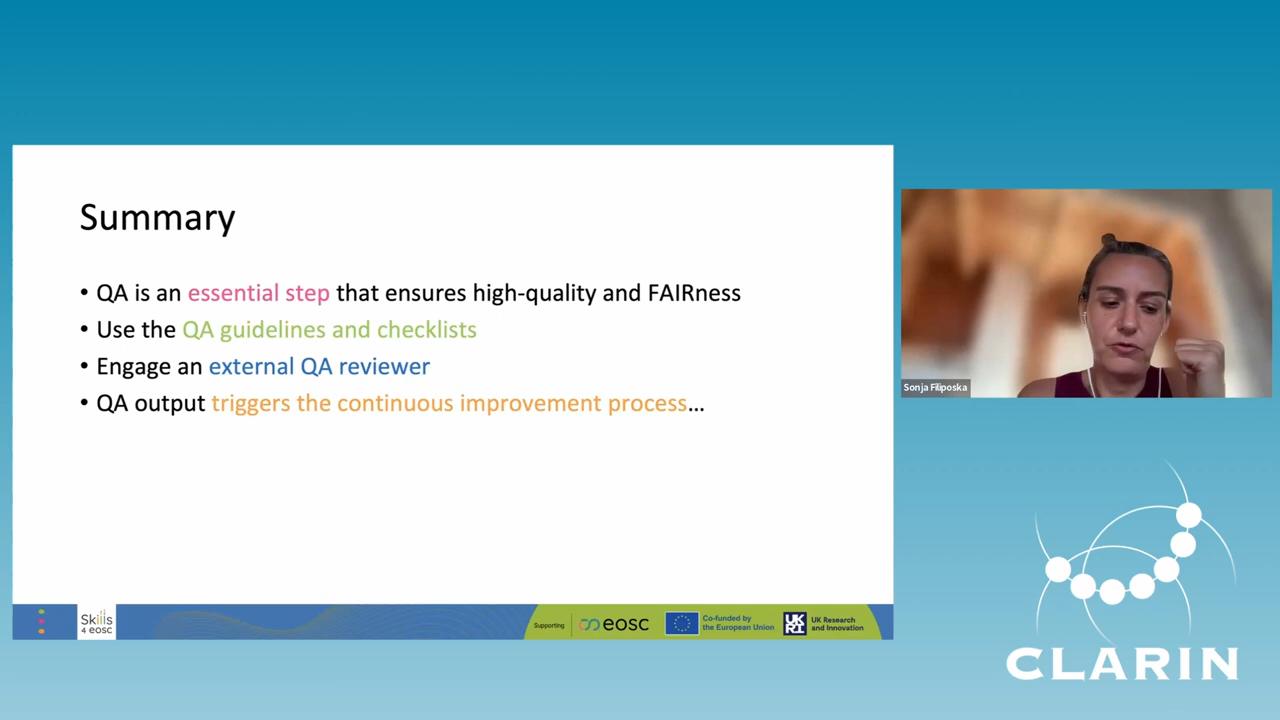 Summary
• QA is an essential step that ensures high-quality and FAIRness
• Use the QA guidelines and checklists
• Engage an external QA reviewer
• QA output triggers the continuous improvement process...
Sonja Filiposka
Skills
4 eosc
Supporting
eosc
Co-funded by
the European Union
UK
RI
UK Research
and Innovation
CLARIN